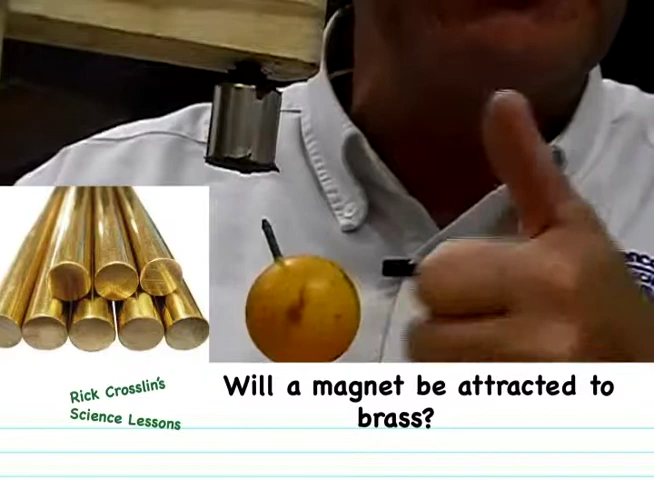 Will a magnet be attracted to
brass?
Rick Crosslin's
Science Lessons